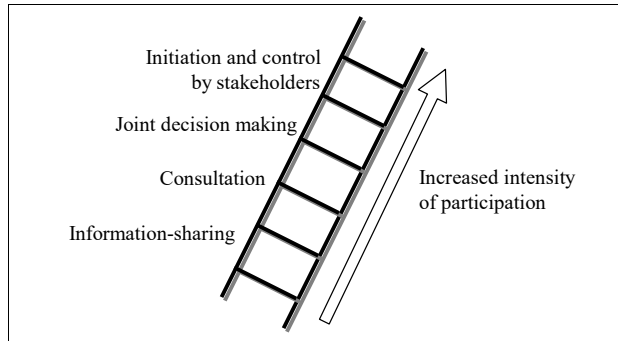 Initiation and control
by stakeholders
Joint decision making
Consultation
Information-sharing
Increased intensity
of participation